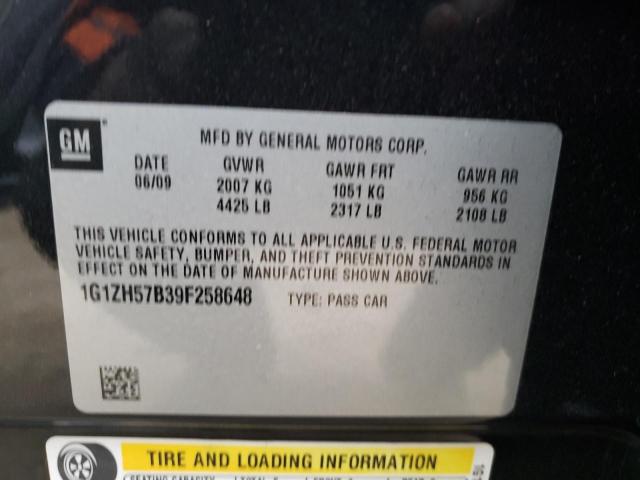 GM
MFD BY GENERAL MOTORS CORP.
DATE GVWR GAWR FRT GAWR RR
06/09 2007 KG 1051 KG 956 KG
4425 LB 2317 LB 2108 LB
THIS VEHICLE CONFORMS TO ALL APPLICABLE U.S. FEDERAL MOTOR
VEHICLE SAFETY, BUMPER, AND THEFT PREVENTION STANDARDS IN
EFFECT ON THE DATE OF MANUFACTURE SHOWN ABOVE.
1G1ZH57B39F258648 TYPE: PASS CAR
TIRE AND LOADING INFORMATION
SEATING CAPACITY